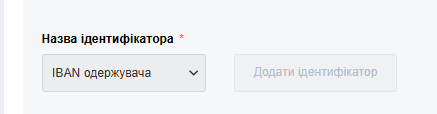 Назва ідентифікатора *
IBAN одержувача
Додати ідентифікатор